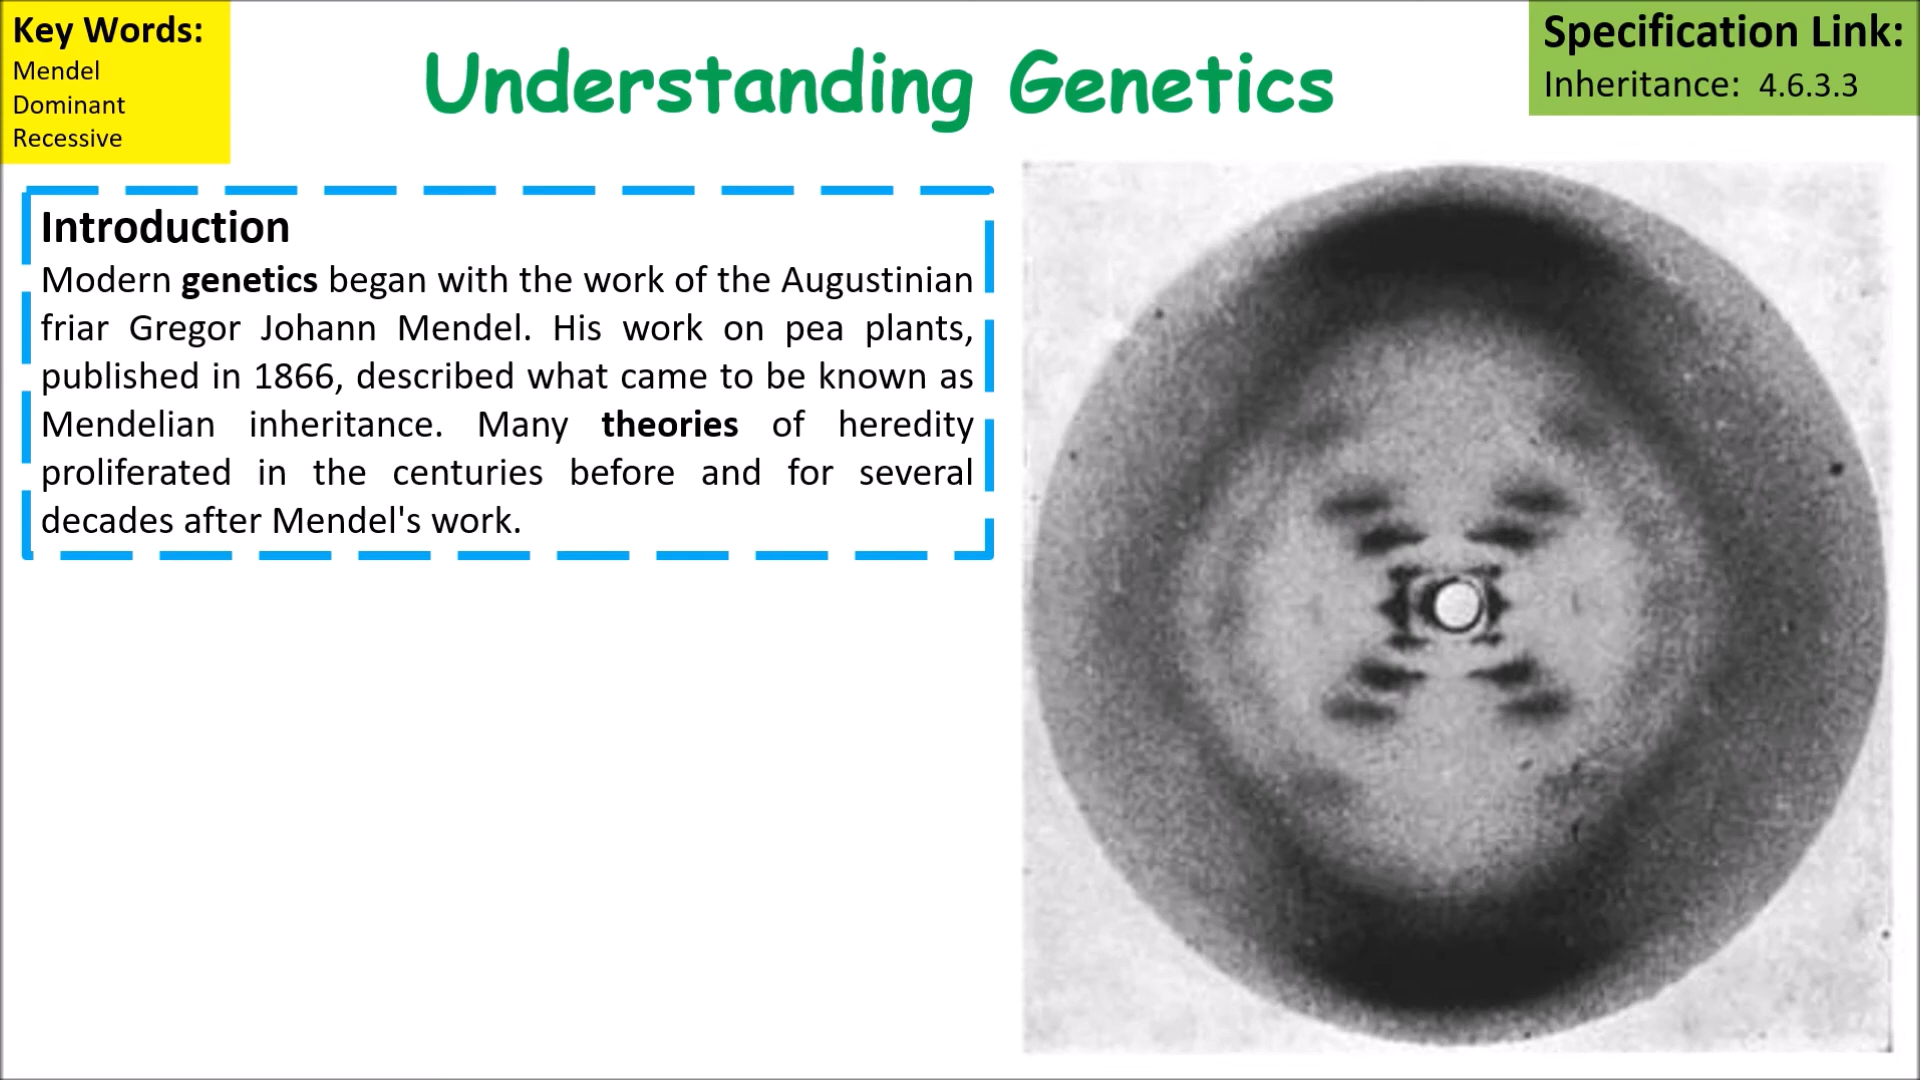 Key Words:
Mendel
Dominant
Recessive
Understanding Genetics
Specification Link:
Inheritance: 4.6.3.3
Introduction
Modern genetics began with the work of the Augustinian
friar Gregor Johann Mendel. His work on pea plants,
published in 1866, described what came to be known as
Mendelian inheritance. Many theories of heredity
proliferated in the centuries before and for several
decades after Mendel's work.